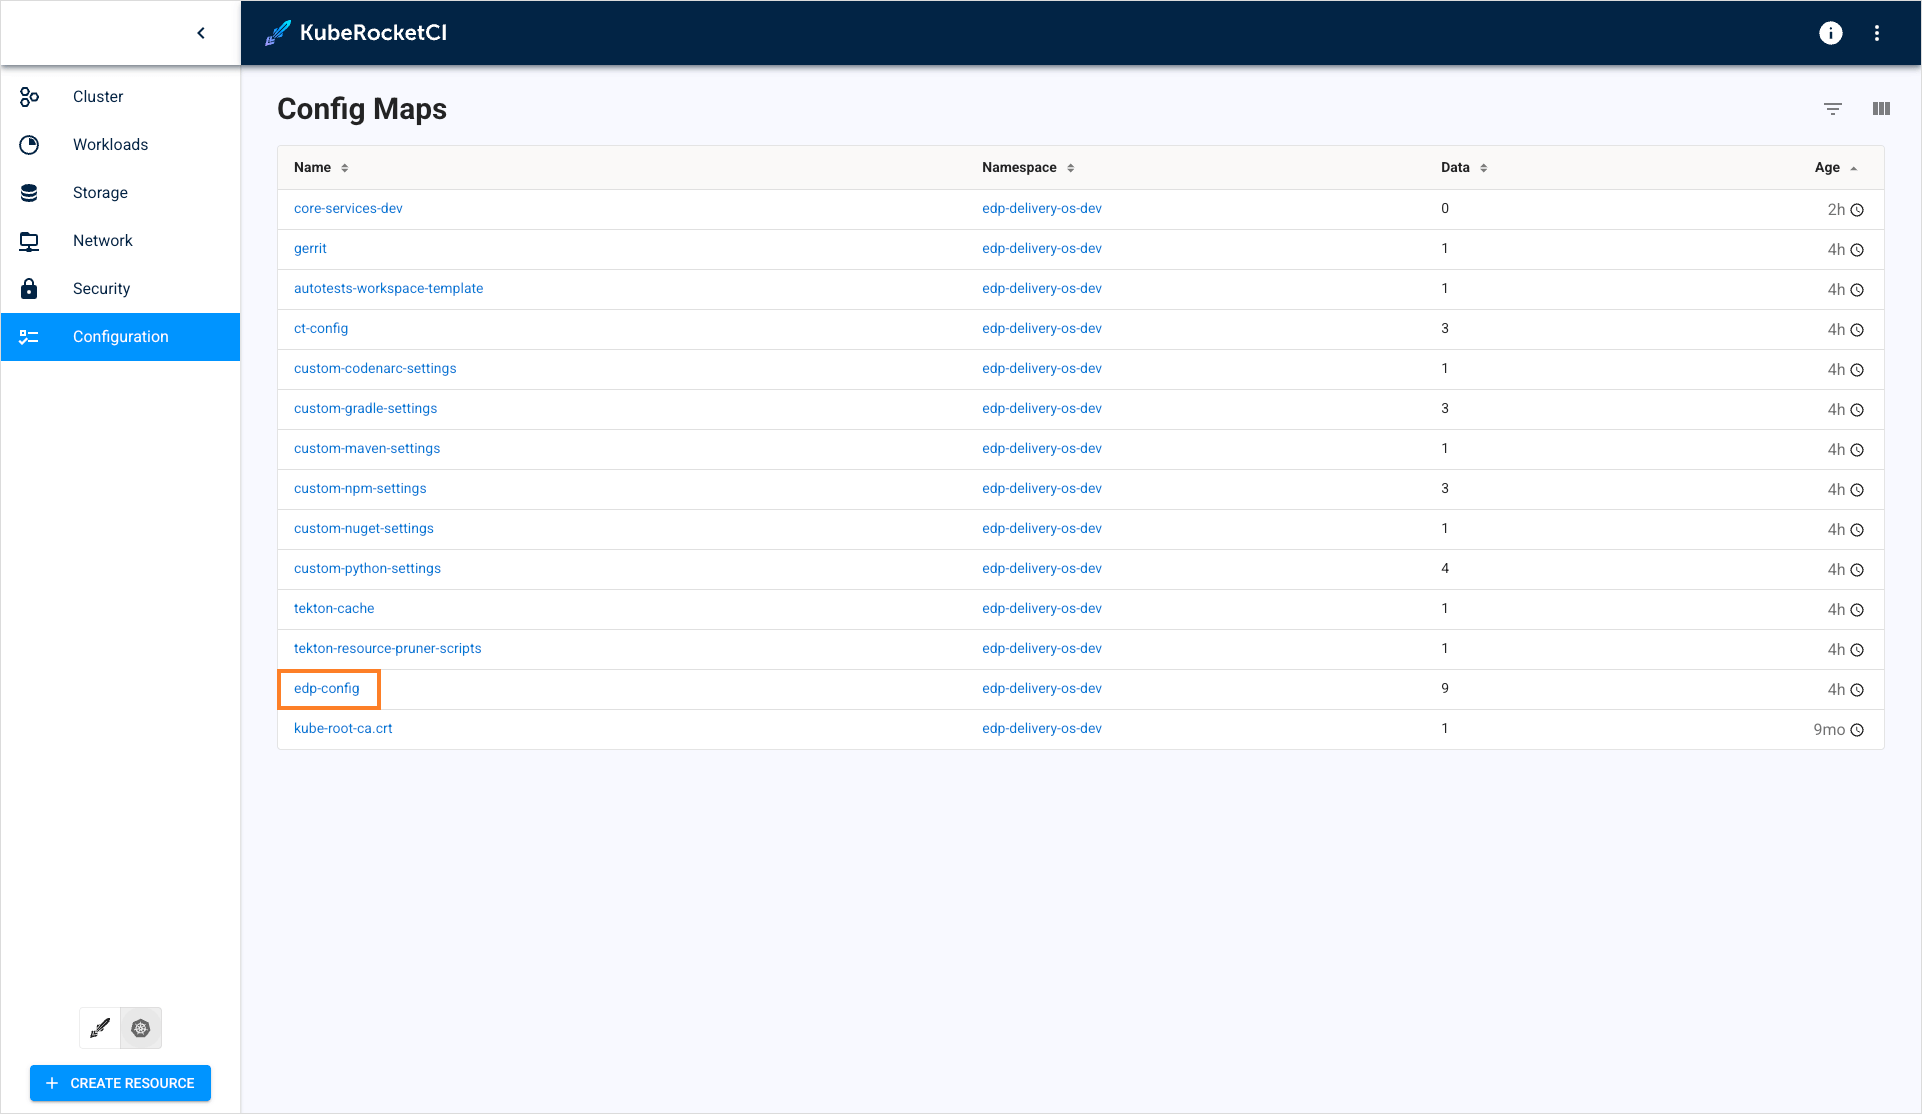 KubeRocketCI
Cluster
Workloads
Storage
Network
Security
Configuration
Config Maps
Name Namespace Data Age
core-services-dev edp-delivery-os-dev 0 2h
gerrit edp-delivery-os-dev 1 4h
autotests-workspace-template edp-delivery-os-dev 1 4h
ct-config edp-delivery-os-dev 3 4h
custom-codenarc-settings edp-delivery-os-dev 1 4h
custom-gradle-settings edp-delivery-os-dev 3 4h
custom-maven-settings edp-delivery-os-dev 1 4h
custom-npm-settings edp-delivery-os-dev 3 4h
custom-nuget-settings edp-delivery-os-dev 1 4h
custom-python-settings edp-delivery-os-dev 4 4h
tekton-cache edp-delivery-os-dev 1 4h
tekton-resource-pruner-scripts edp-delivery-os-dev 1 4h
edp-config edp-delivery-os-dev 9 4h
kube-root-ca.crt edp-delivery-os-dev 1 9mo
CREATE RESOURCE